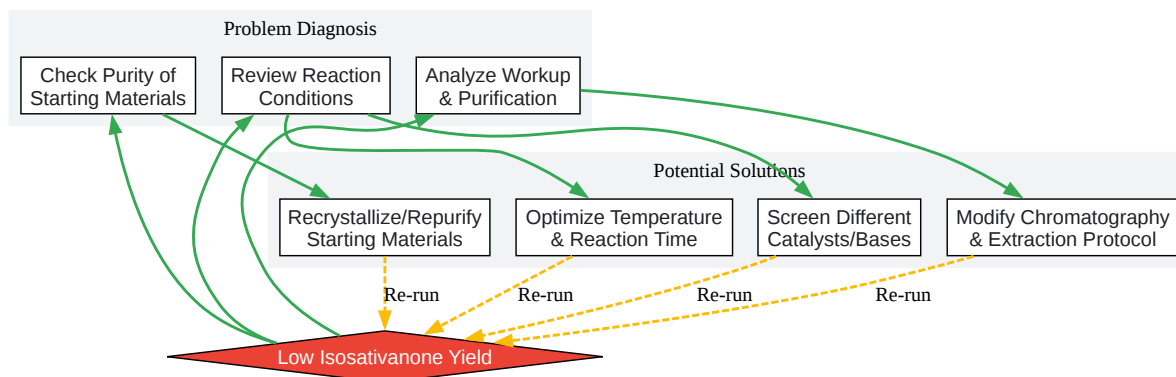 Problem Diagnosis
Check Purity of
Starting Materials
Review Reaction
Conditions
Analyze Workup
& Purification
Potential Solutions
Recrystallize/Repurify
Starting Materials
Optimize Temperature
& Reaction Time
Screen Different
Catalysts/Bases
Modify Chromatography
& Extraction Protocol
Re-run
Re-run
Re-run
Re-run
Low Isosativanone Yield